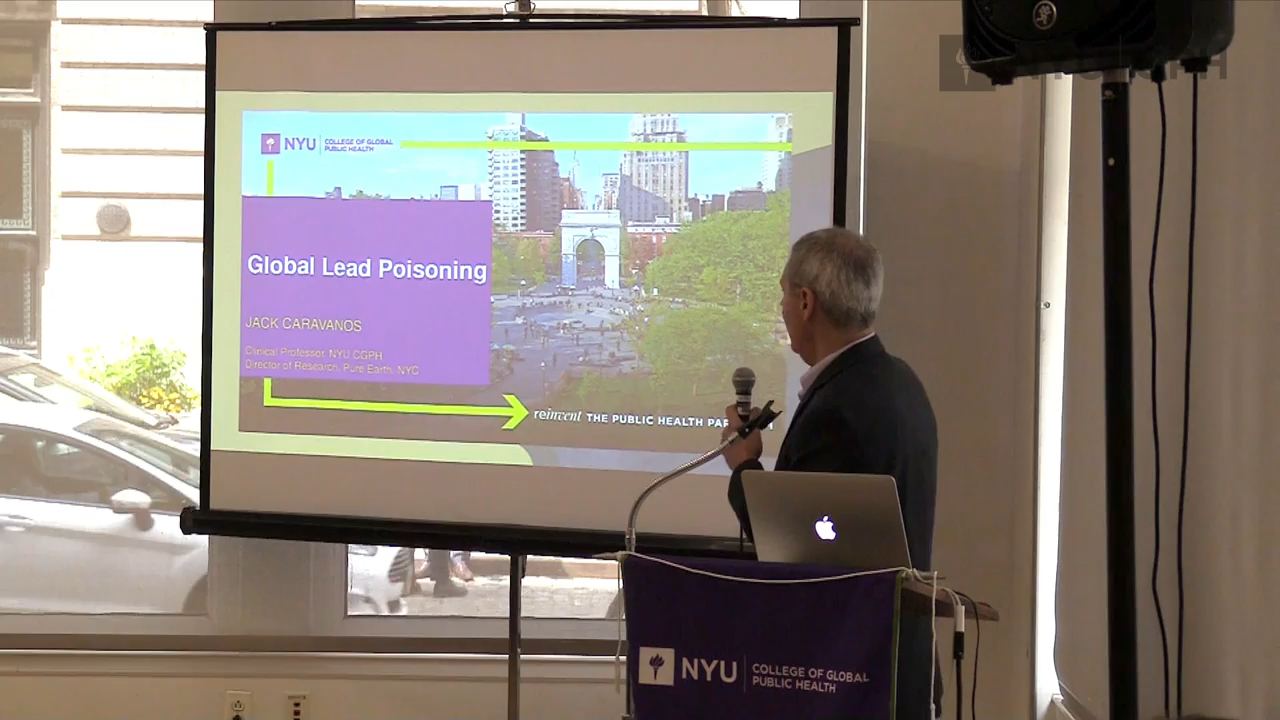 NYU COLLEGE OF GLOBAL
PUBLIC HEALTH
Global Lead Poisoning
JACK CARAVANOS
Clinical Professor, NYU CGPH
Director of Research, Pure Earth, NYC
reinvent THE PUBLIC HEALTH PAR
NYU COLLEGE OF GLOBAL
PUBLIC HEALTH